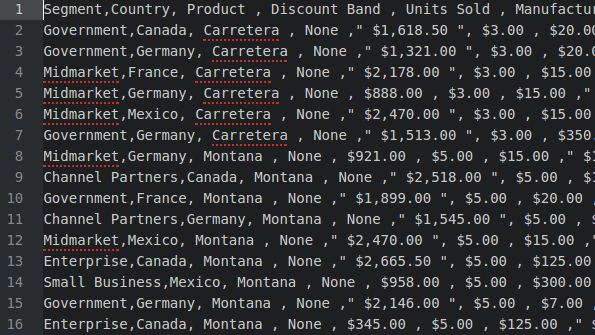 1 Segment,Country, Product , Discount Band , Units Sold , Manufactur
2 Government,Canada, Carretera , None ," $1,618.50 ", $3.00 , $20.00
3 Government,Germany, Carretera , None ," $1,321.00 ", $3.00 , $20.0
4 Midmarket,France, Carretera , None ," $2,178.00 ", $3.00 , $15.00
5 Midmarket,Germany, Carretera , None , $888.00 , $3.00 , $15.00 ,"
6 Midmarket,Mexico, Carretera , None ," $2,470.00 ", $3.00 , $15.00
7 Government,Germany, Carretera , None ," $1,513.00 ", $3.00 , $350.
8 Midmarket,Germany, Montana , None , $921.00 , $5.00 , $15.00 ," $1
9 Channel Partners,Canada, Montana , None ," $2,518.00 ", $5.00 , $1
10 Government,France, Montana , None ," $1,899.00 ", $5.00 , $20.00
11 Channel Partners,Germany, Montana , None ," $1,545.00 ", $5.00 , $
12 Midmarket,Mexico, Montana , None ," $2,470.00 ", $5.00 , $15.00 ,"
13 Enterprise,Canada, Montana , None ," $2,665.50 ", $5.00 , $125.00
14 Small Business,Mexico, Montana , None , $958.00 , $5.00 , $300.00
15 Government,Germany, Montana , None ," $2,146.00 ", $5.00 , $7.00 ,
16 Enterprise,Canada, Montana , None , $345.00 , $5.00 , $125.00 ," $